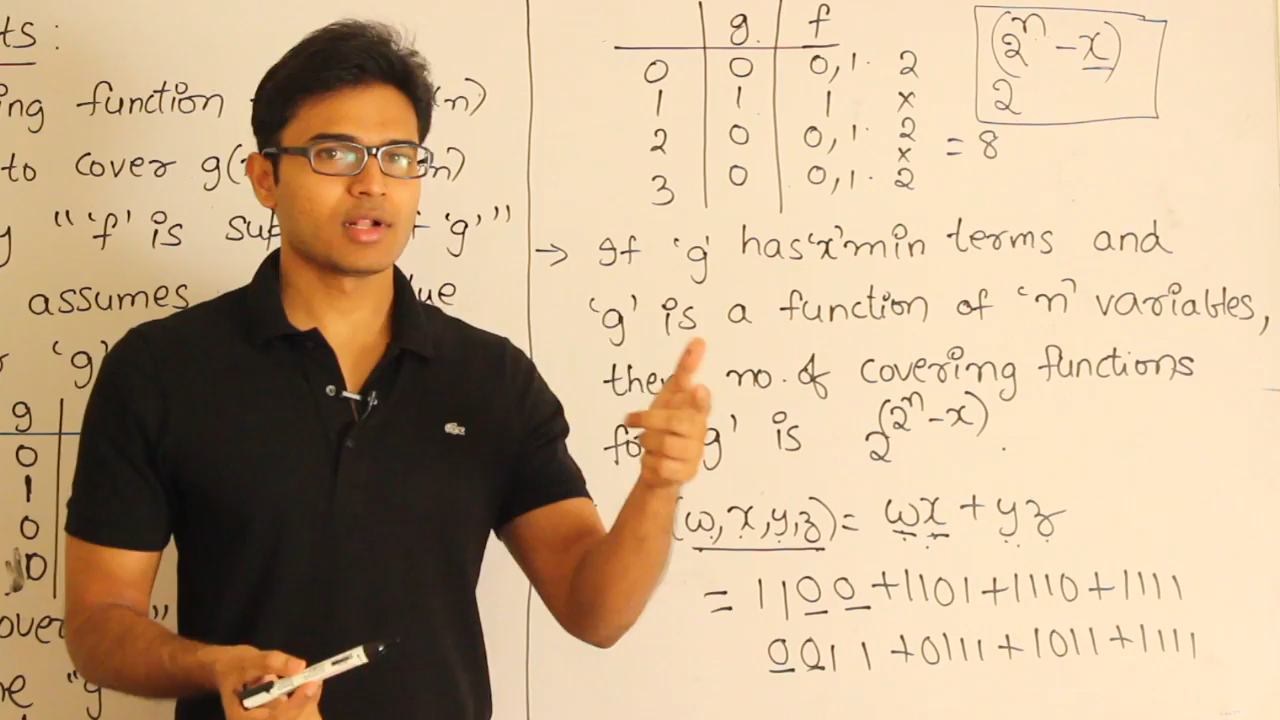 ts :
ing function (n)
to cover g(
"'f' is sup 'g'"
assumes ue
'g'
g
0
1
0
0
over "
"g
g. f
0 0 0,1. 2
1 1 1 x
2 0 0,1. 2
x
3 0 0,1. 2
= 8
2^(2^n - x)
→ If 'g' has 'x' min terms and
'g' is a function of 'n' variables,
the no. of covering functions
fo g' is 2^(2^n - x) .
(w,x,y,z) = wx + yz
= 1100 + 1101 + 1110 + 1111
0011 + 0111 + 1011 + 1111